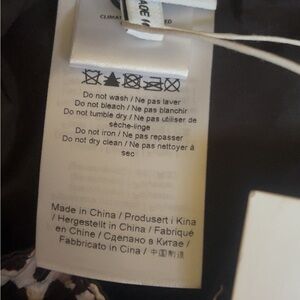 MADE I
CLIMAT
Do not wash / Ne pas laver
Do not bleach / Ne pas blanchir
Do not tumble dry / Ne pas utiliser de
sèche-linge
Do not iron / Ne pas repasser
Do not dry clean / Ne pas nettoyer à
sec
Made in China / Produsert i Kina
/ Hergestellt in China / Fabriqué
en Chine / Сделано в Китае /
Fabbricato in Cina / 中国制造